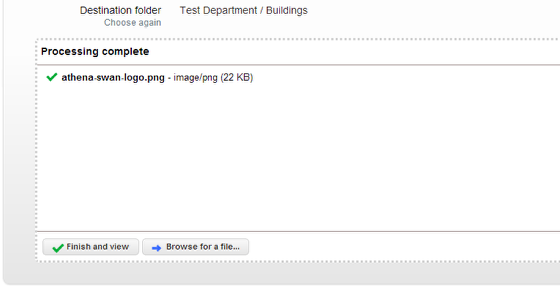 Destination folder Test Department / Buildings
Choose again
Processing complete
athena-swan-logo.png - image/png (22 KB)
Finish and view Browse for a file...